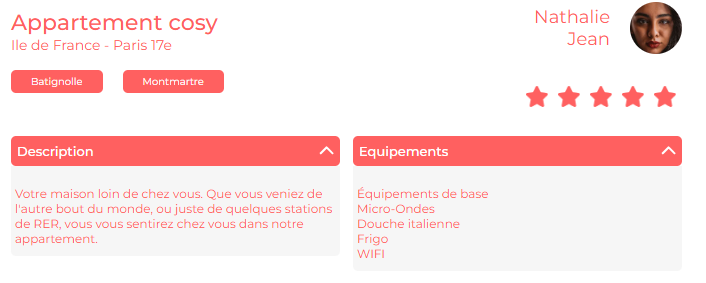 Appartement cosy
Ile de France - Paris 17e
Batignolle
Montmartre
Nathalie
Jean
Description
Votre maison loin de chez vous. Que vous veniez de
l'autre bout du monde, ou juste de quelques stations
de RER, vous vous sentirez chez vous dans notre
appartement.
Equipements
Équipements de base
Micro-Ondes
Douche italienne
Frigo
WIFI